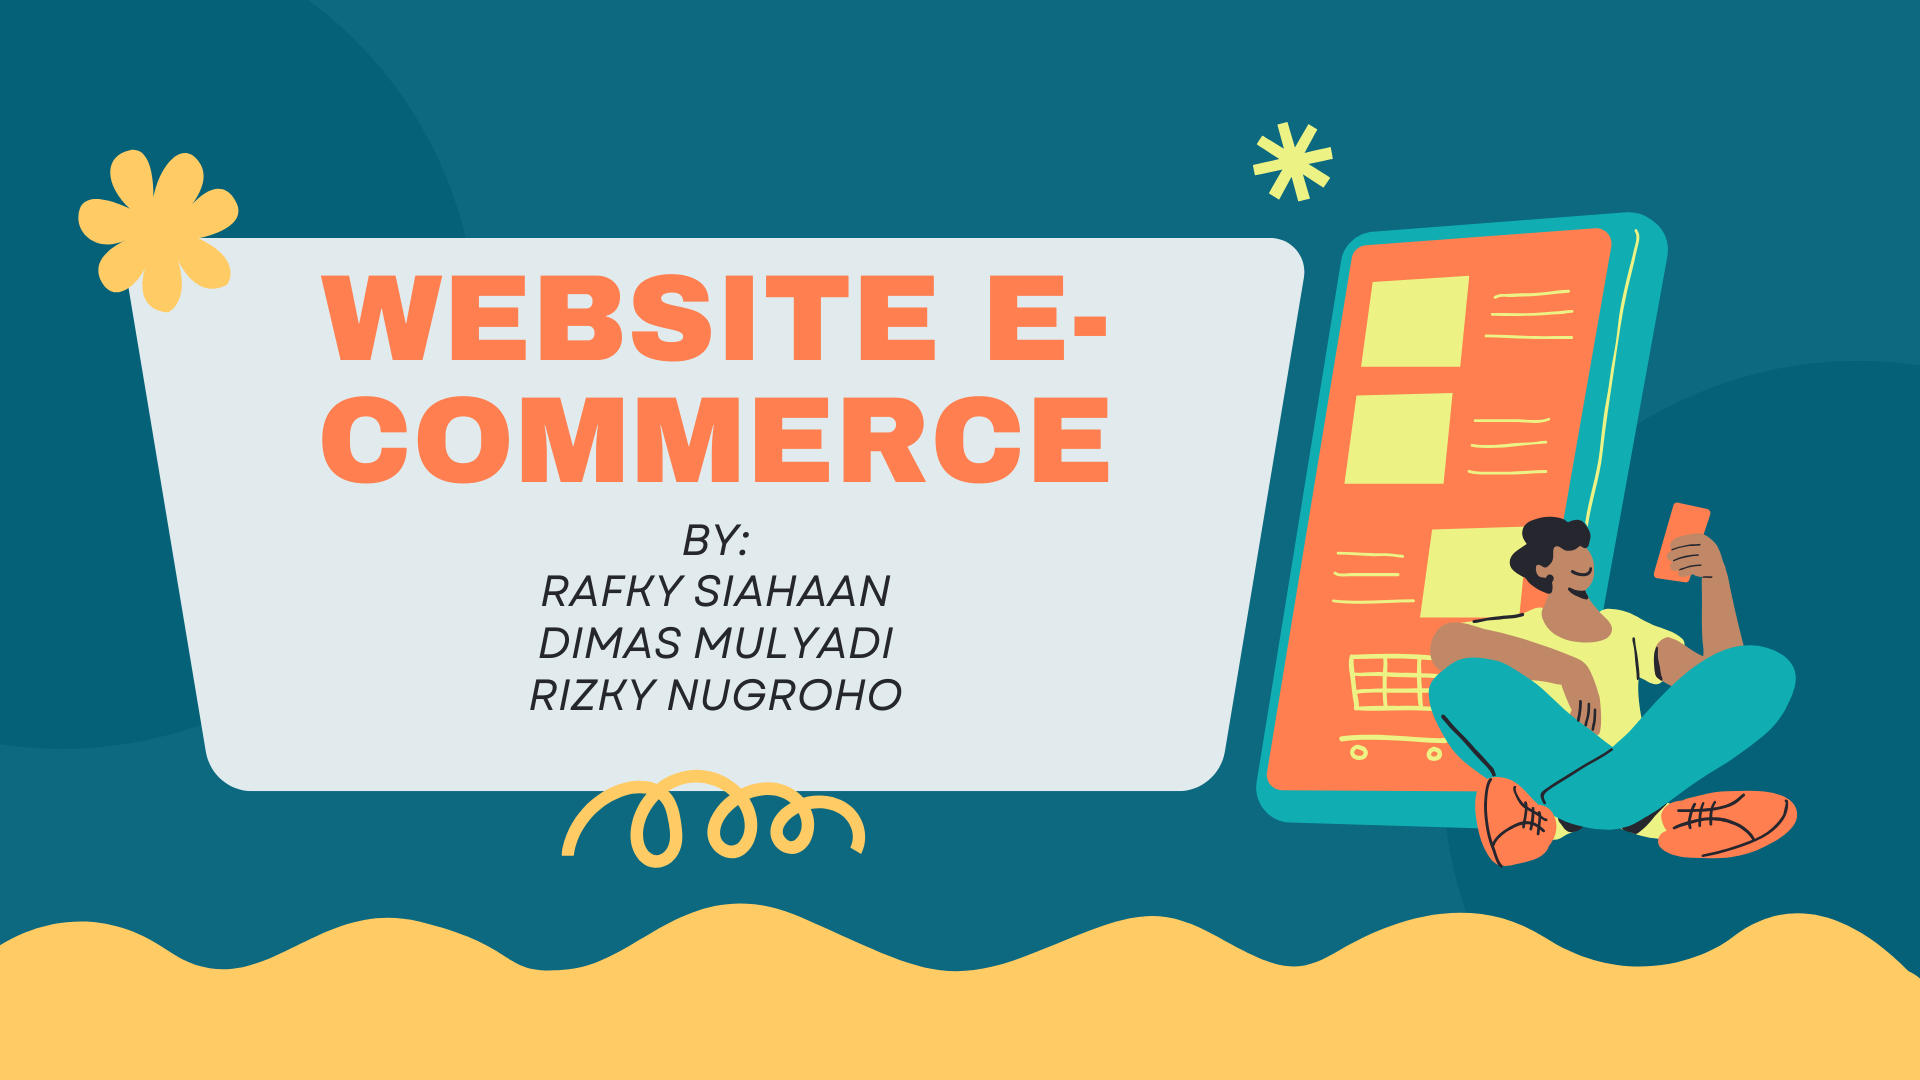 WEBSITE E-
COMMERCE
BY:
RAFKY SIAHAAN
DIMAS MULYADI
RIZKY NUGROHO